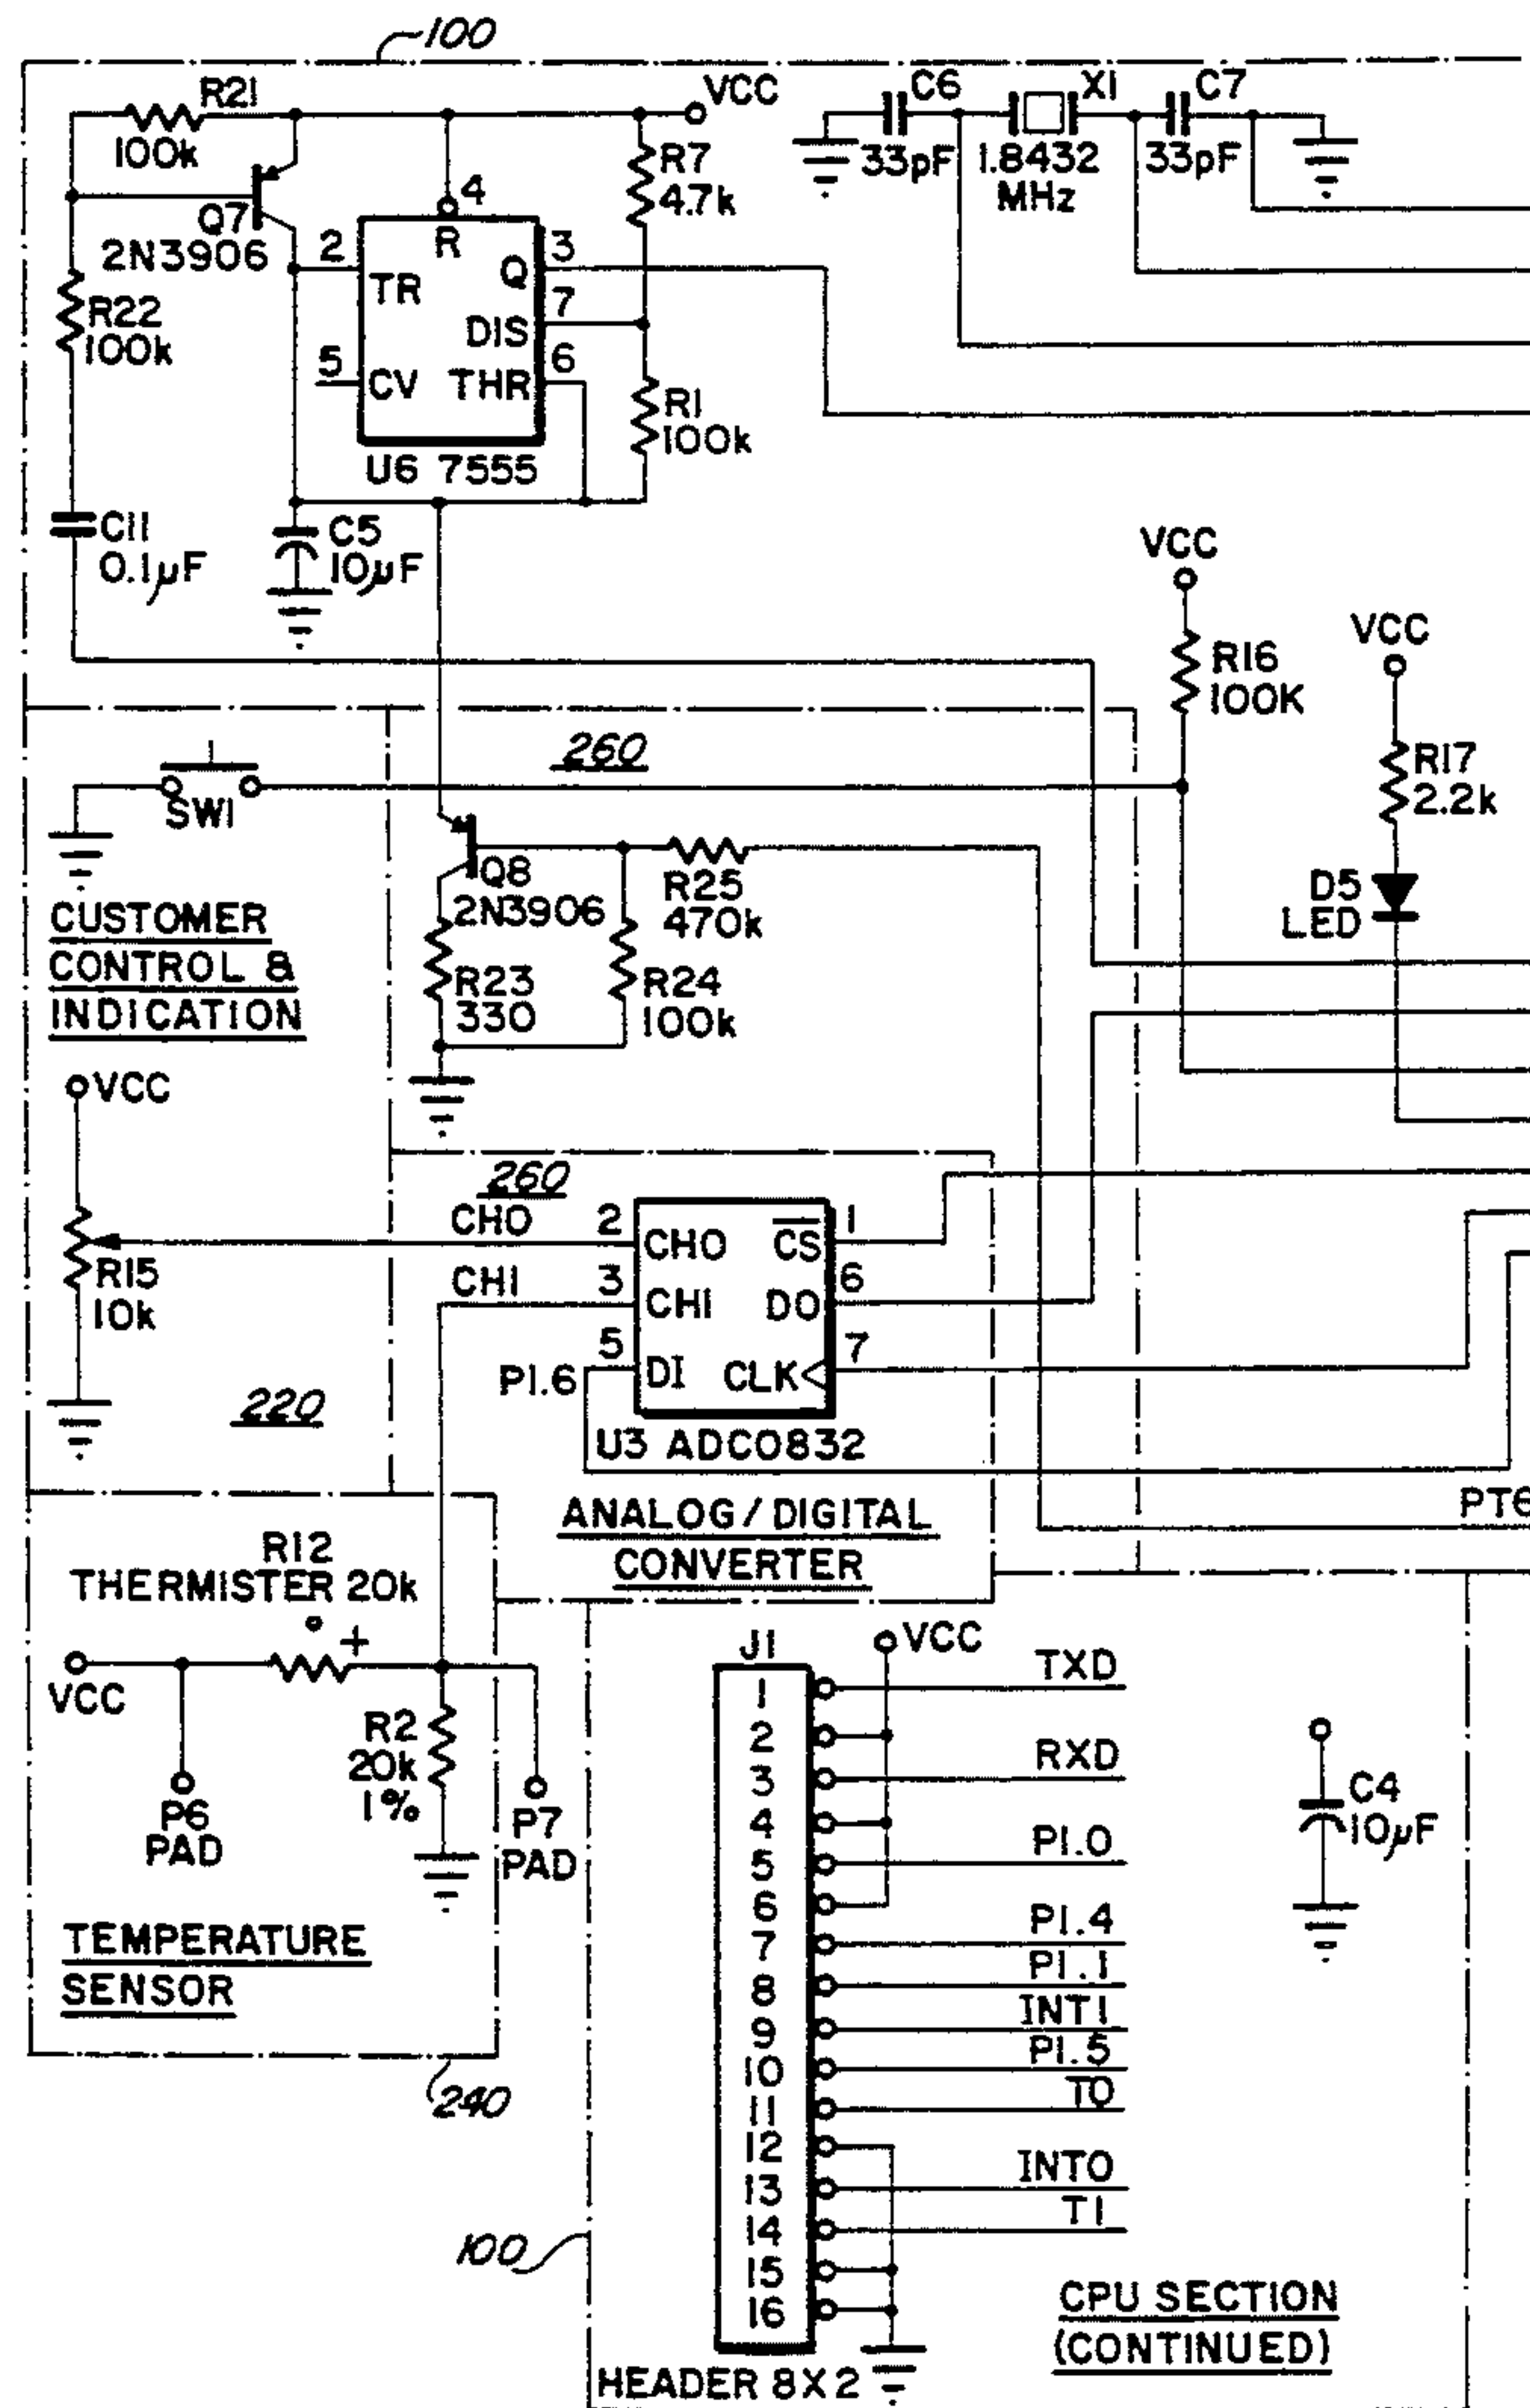 100
R21
100k
VCC
C6
33pF
X1
1.8432
MHz
C7
33pF
R7
4.7k
Q7
2N3906
4
R
2
TR
Q
3
7
DIS
6
THR
5
CV
U6 7555
R22
100k
R1
100k
C11
0.1µF
C5
10µF
VCC
R16
100K
VCC
R17
2.2k
D5
LED
260
SW1
Q8
2N3906
R25
470k
R23
330
R24
100k
CUSTOMER
CONTROL &
INDICATION
VCC
R15
10k
220
260
CH0
2
CH0
CS
1
CH1
3
CH1
DO
6
P1.6
5
DI
CLK
7
U3 ADC0832
ANALOG / DIGITAL
CONVERTER
PT6
R12
THERMISTER 20k
+
VCC
R2
20k
1%
P6
PAD
P7
PAD
TEMPERATURE
SENSOR
240
J1
VCC
1
TXD
2
3
RXD
4
5
P1.0
6
7
P1.4
8
P1.1
9
INT1
10
P1.5
11
T0
12
13
INT0
14
T1
15
16
HEADER 8X2
100
C4
10µF
CPU SECTION
(CONTINUED)